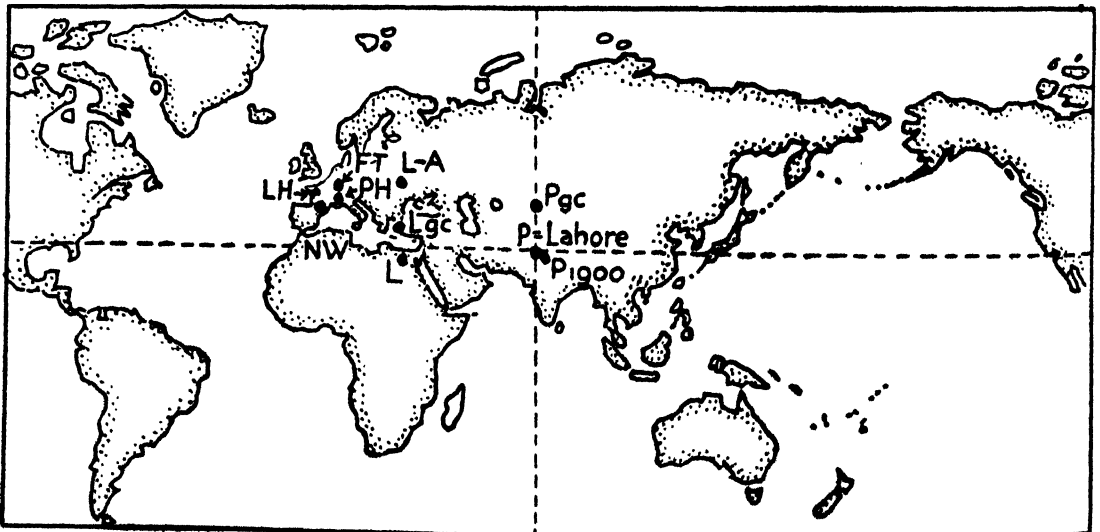 FT L-A
LH PH
Lgc
Pgc
NW
P=Lahore
L
P1900